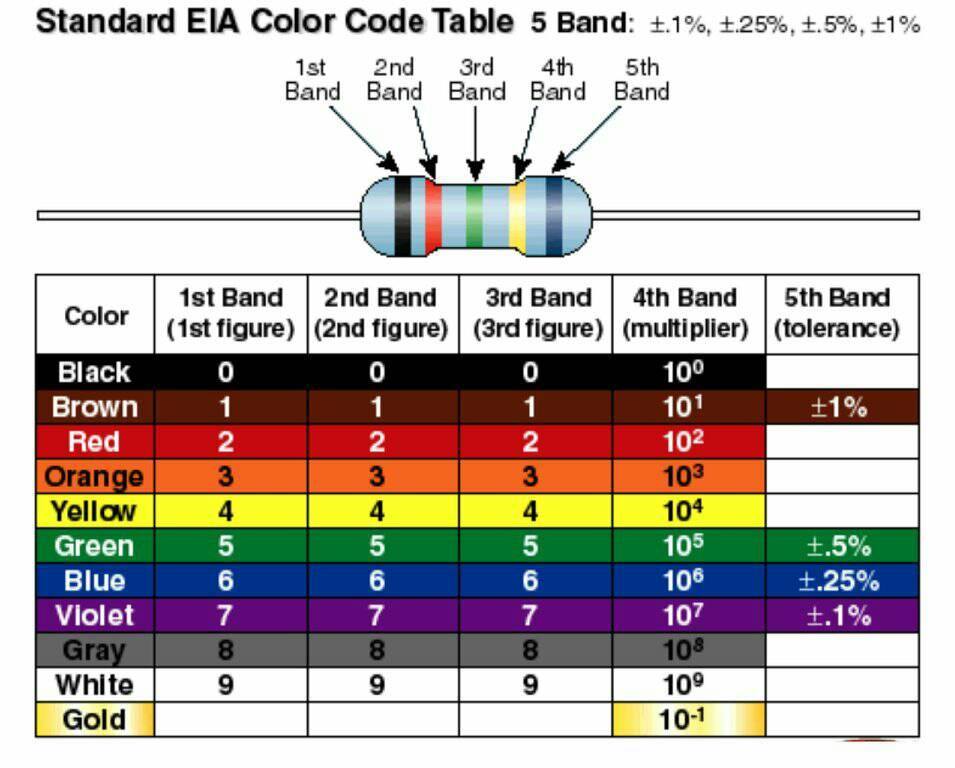 Standard EIA Color Code Table 5 Band: ±.1%, ±.25%, ±.5%, ±1%
1st Band 2nd Band 3rd Band 4th Band 5th Band
Color 1st Band (1st figure) 2nd Band (2nd figure) 3rd Band (3rd figure) 4th Band (multiplier) 5th Band (tolerance)
Black 0 0 0 10⁰
Brown 1 1 1 10¹ ±1%
Red 2 2 2 10²
Orange 3 3 3 10³
Yellow 4 4 4 10⁴
Green 5 5 5 10⁵ ±.5%
Blue 6 6 6 10⁶ ±.25%
Violet 7 7 7 10⁷ ±.1%
Gray 8 8 8 10⁸
White 9 9 9 10⁹
Gold 10⁻¹